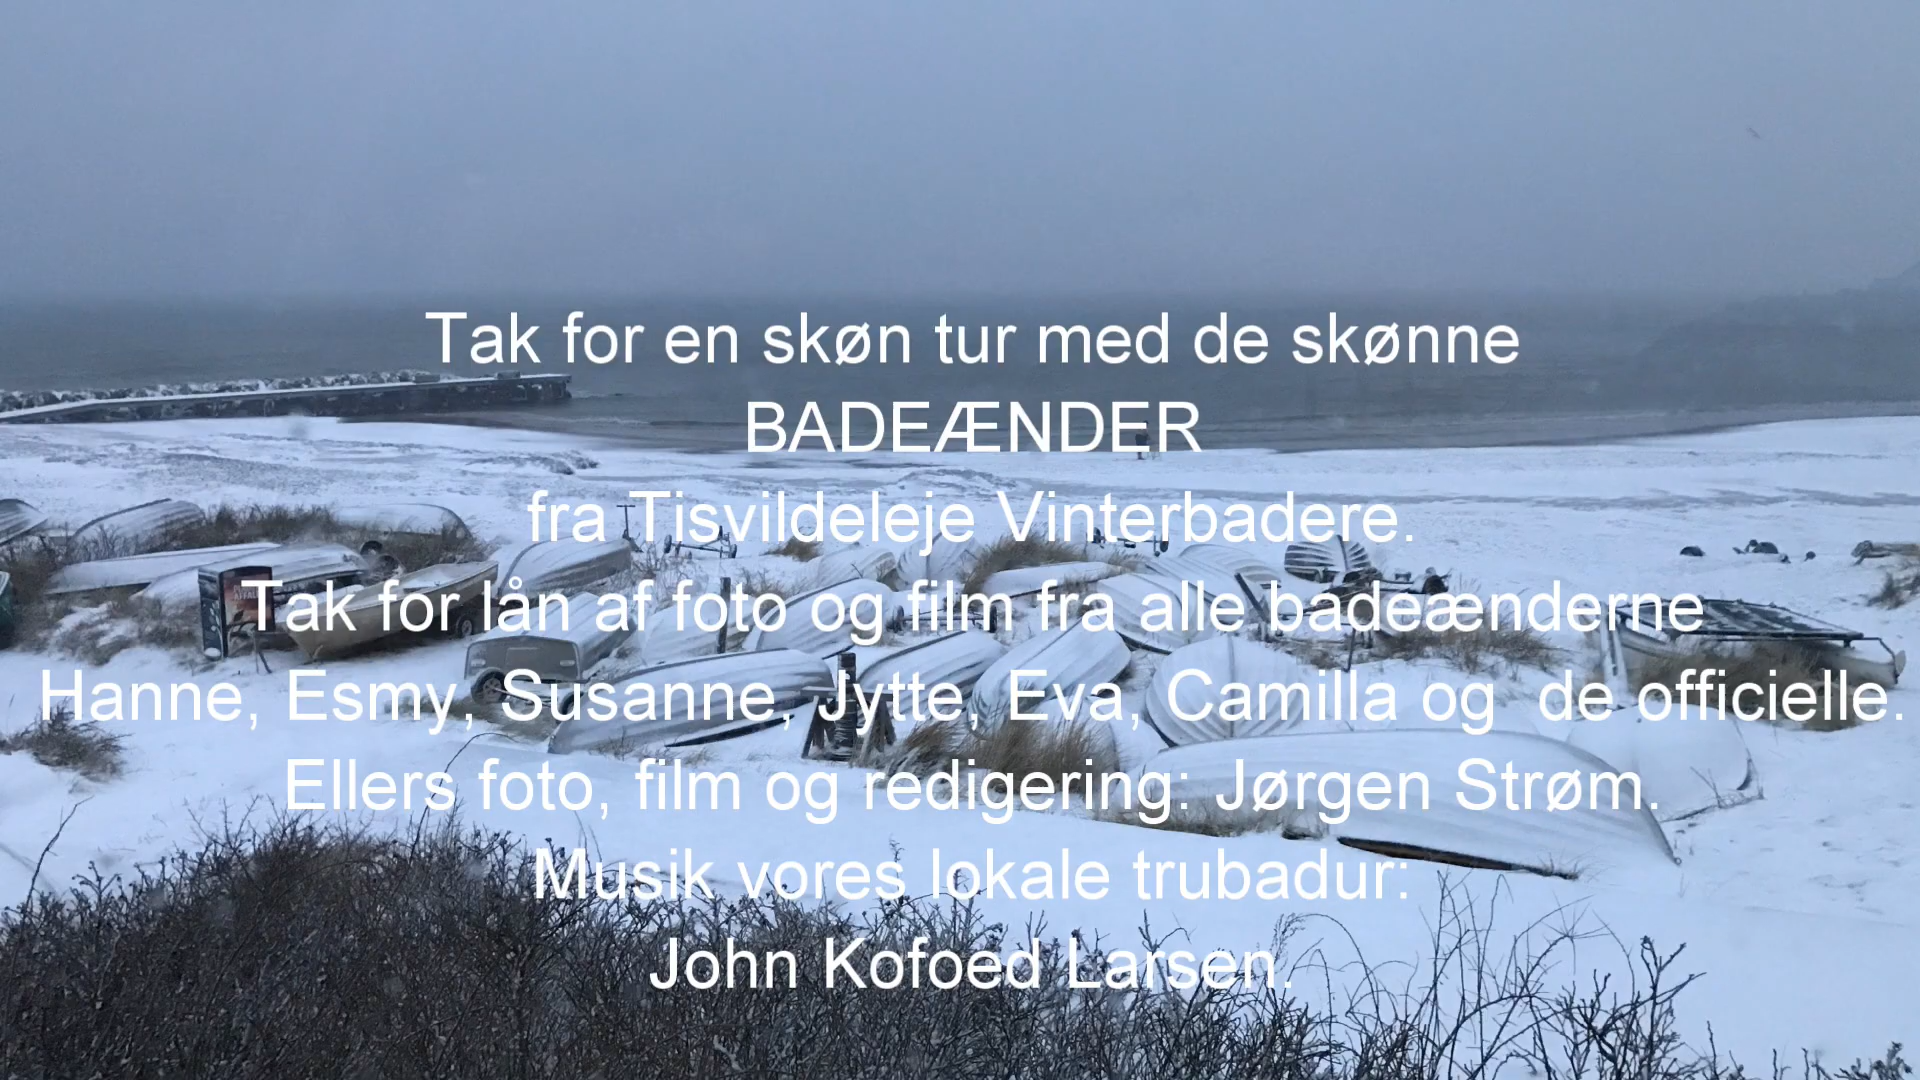 Tak for en skøn tur med de skønne
BADEÆNDER
fra Tisvildeleje Vinterbadere.
Tak for lån af foto og film fra alle badeænderne
Hanne, Esmy, Susanne, Jytte, Eva, Camilla og  de officielle.
Ellers foto, film og redigering: Jørgen Strøm.
Musik vores lokale trubadur:
John Kofoed Larsen.